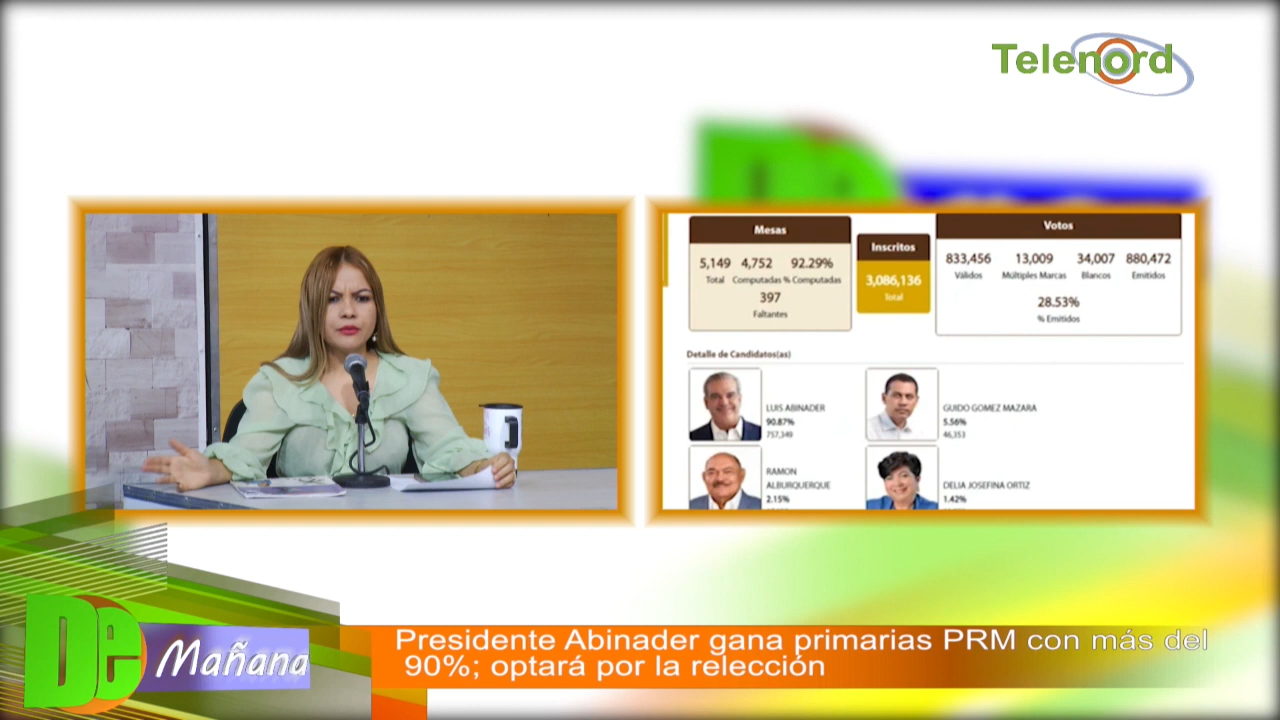 Telenord
Mesas
5,149 4,752 92.29%
Total Computadas % Computadas
397
Faltantes
Inscritos
3,086,136
Total
Votos
833,456 13,009 34,007 880,472
Válidos Múltiples Marcas Blancos Emitidos
28.53%
% Emitidos
Detalle de Candidatos(as)
LUIS ABINADER
90.87%
757,349
GUIDO GOMEZ MAZARA
5.56%
46,353
RAMON
ALBURQUERQUE
2.15%
DELIA JOSEFINA ORTIZ
1.42%
De
Mañana
Presidente Abinader gana primarias PRM con más del
90%; optará por la relección